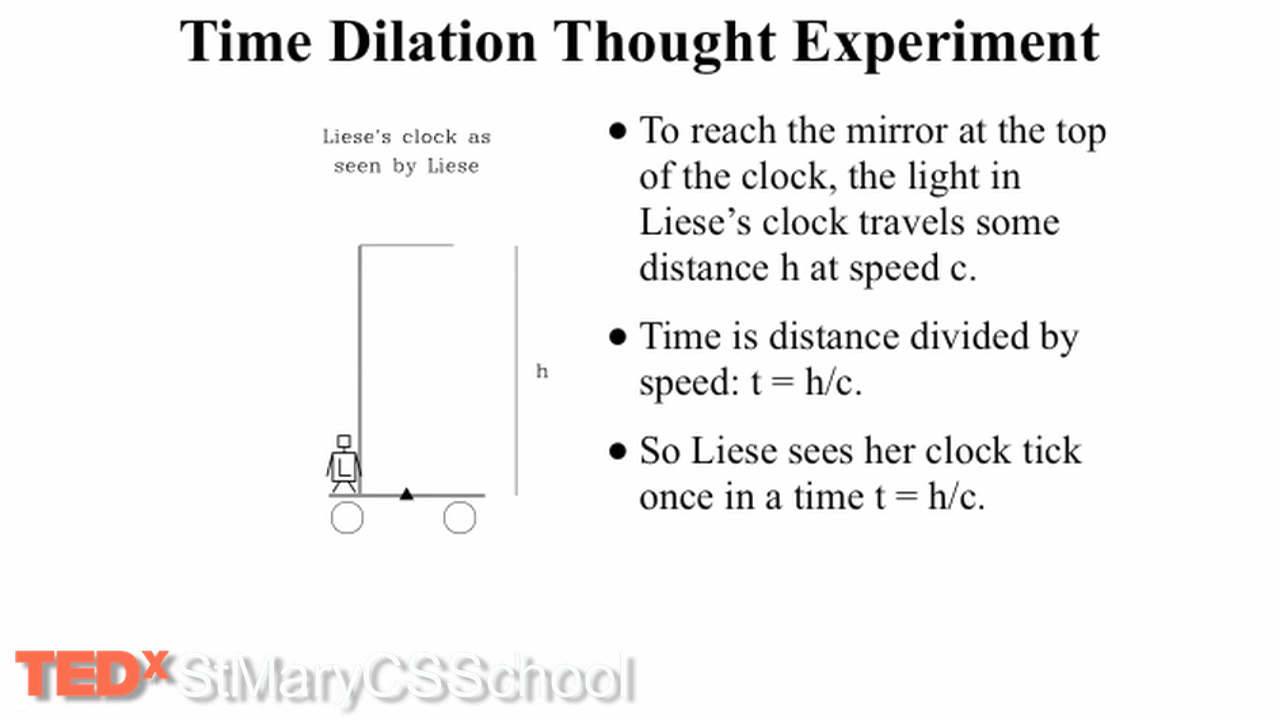 Time Dilation Thought Experiment
Liese's clock as
seen by Liese
h
L
● To reach the mirror at the top
of the clock, the light in
Liese’s clock travels some
distance h at speed c.
● Time is distance divided by
speed: t = h/c.
● So Liese sees her clock tick
once in a time t = h/c.
TEDx StMaryCSSchool